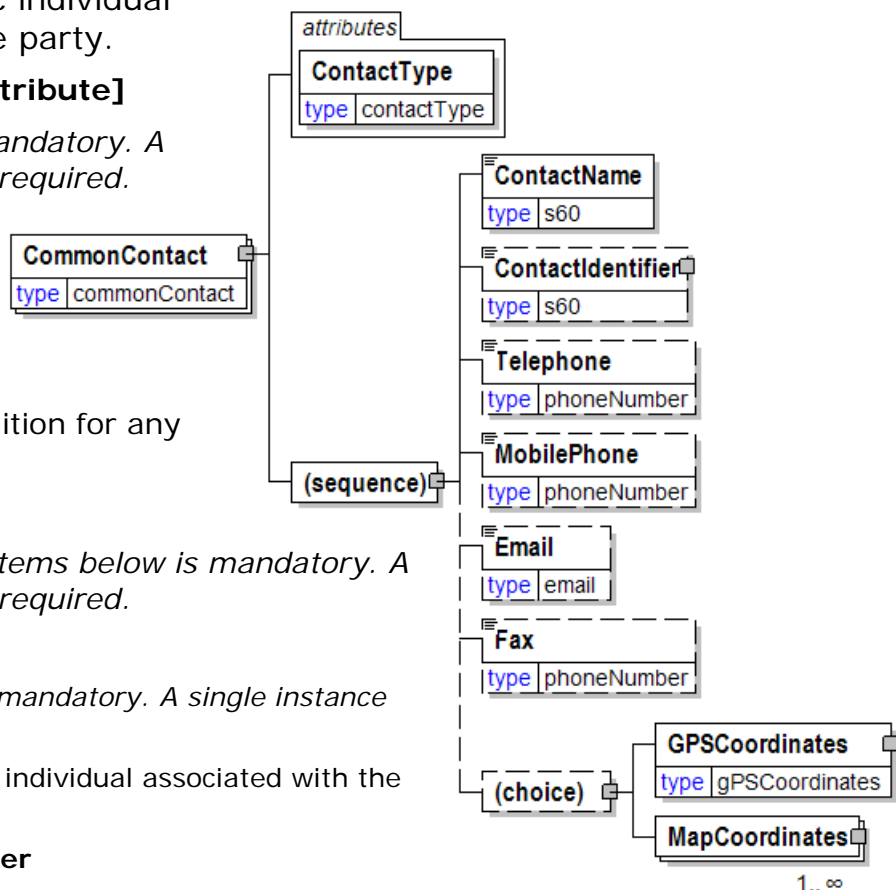 c individual
e party.
tribute]
andatory. A
required.
ition for any
tems below is mandatory. A
required.
mandatory. A single instance
individual associated with the
er
attributes
ContactType
type contactType
CommonContact
type commonContact
(sequence)
ContactName
type s60
ContactIdentifier
type s60
Telephone
type phoneNumber
MobilePhone
type phoneNumber
Email
type email
Fax
type phoneNumber
(choice)
GPSCoordinates
type gPSCoordinates
MapCoordinates
1..∞